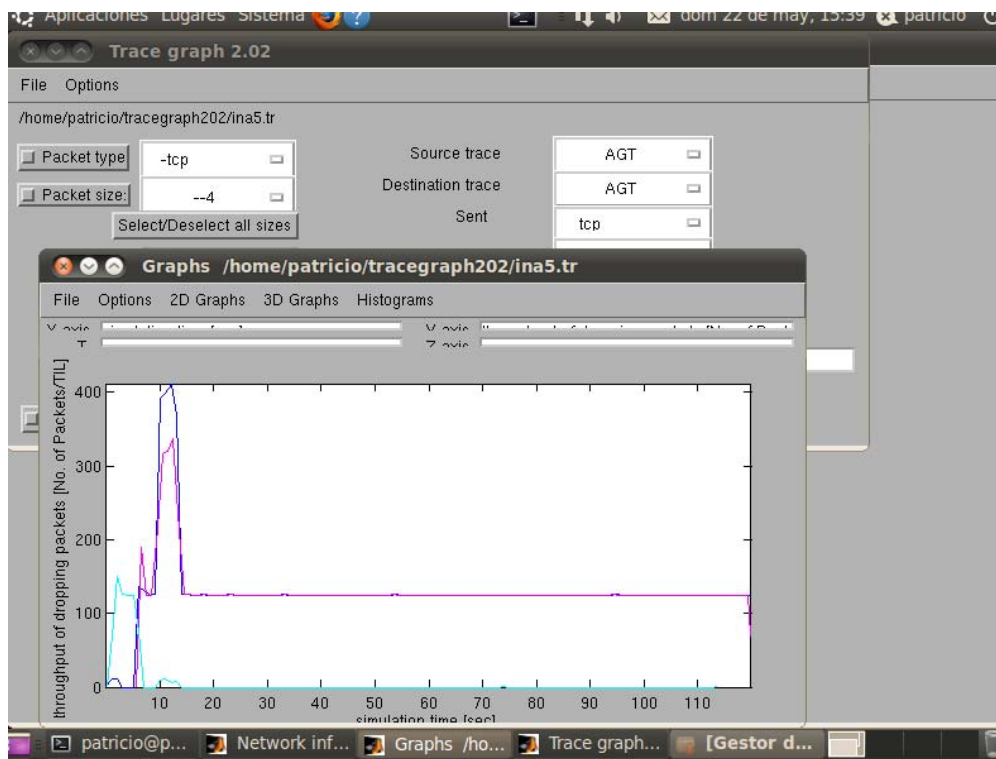 Aplicaciones Lugares Sistema dom 22 de may, 15:39 patricio
Trace graph 2.02
File Options
/home/patricio/tracegraph202/ina5.tr
Packet type -tcp Source trace AGT
Packet size: --4 Destination trace AGT
Select/Deselect all sizes Sent tcp
Graphs /home/patricio/tracegraph202/ina5.tr
File Options 2D Graphs 3D Graphs Histograms
throughput of dropping packets [No. of Packets/TIL]
400
300
200
100
0
10 20 30 40 50 60 70 80 90 100 110
simulation time [sec]
patricio@p... Network inf... Graphs /ho... Trace graph... [Gestor d...